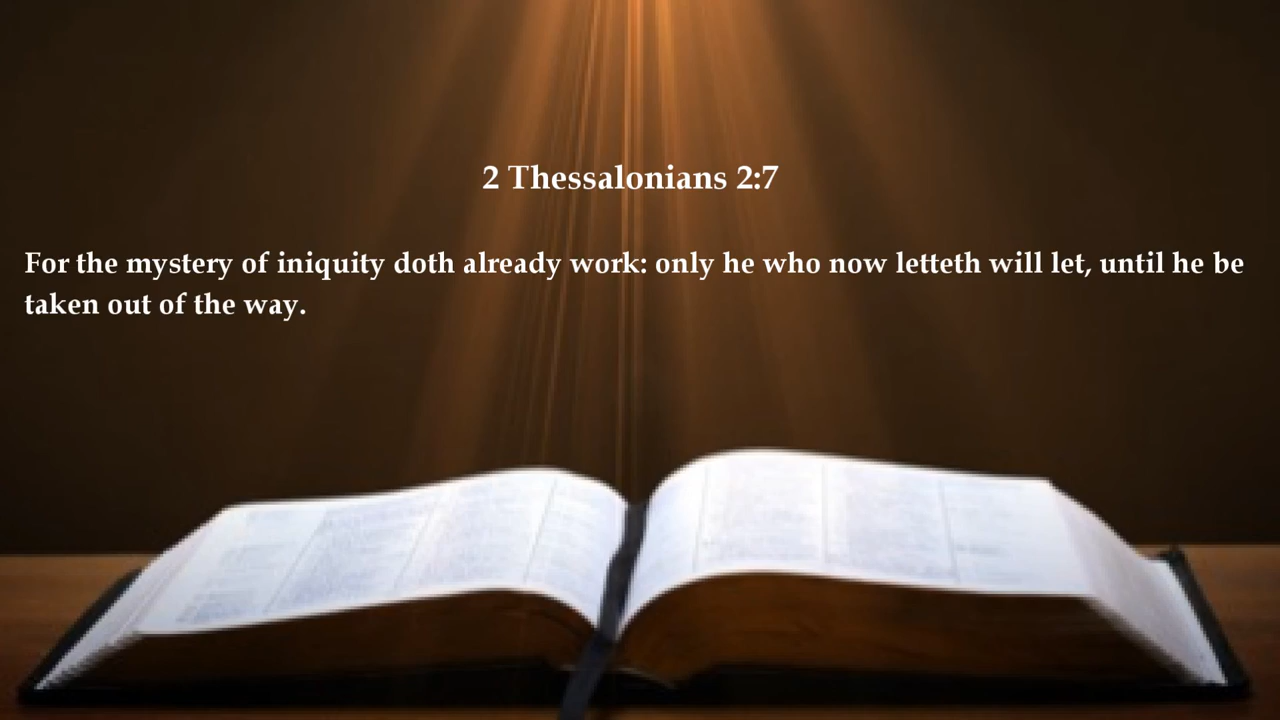 2 Thessalonians 2:7
For the mystery of iniquity doth already work: only he who now letteth will let, until he be
taken out of the way.